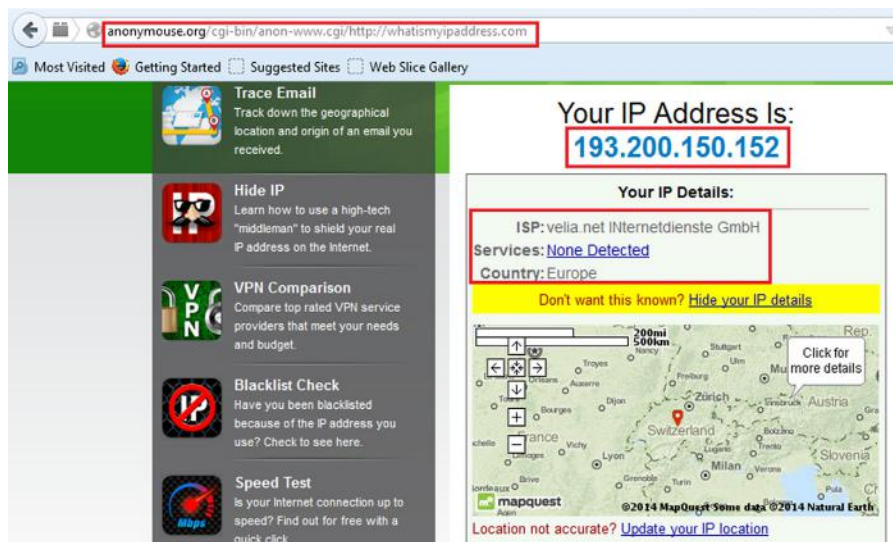 anonymouse.org/cgi-bin/anon-www.cgi/http://whatismyipaddress.com
Most Visited Getting Started Suggested Sites Web Slice Gallery
Trace Email
Track down the geographical
location and origin of an email you
received.
Hide IP
Learn how to use a high-tech
"middleman" to shield your real
IP address on the Internet.
VPN
VPN Comparison
Compare top rated VPN service
providers that meet your needs
and budget.
IP
Blacklist Check
Have you been blacklisted
because of the IP address you
use? Check to see here.
Mbps
Speed Test
Is your Internet connection up to
speed? Find out for free with a
quick click.
Your IP Address Is:
193.200.150.152
Your IP Details:
ISP: velia.net INternetdienste GmbH
Services: None Detected
Country: Europe
Don't want this known? Hide your IP details
200mi
500km
Rep.
Nancy
Stuttgart
Troyes
Ulm
Click for
more details
Orleans
Auxerre
Freiburg
Mu
Dijon
Zürich
Innsbruck
Austria
Bourges
Switzerland
Bolzano
France
Vichy
Lugano
Trento
Slovenia
Limoges
Lyon
Milan
Verona
Brive
Grenoble
Turin
Pula
mapquest
©2014 MapQuest Some data ©2014 Natural Earth
Location not accurate? Update your IP location